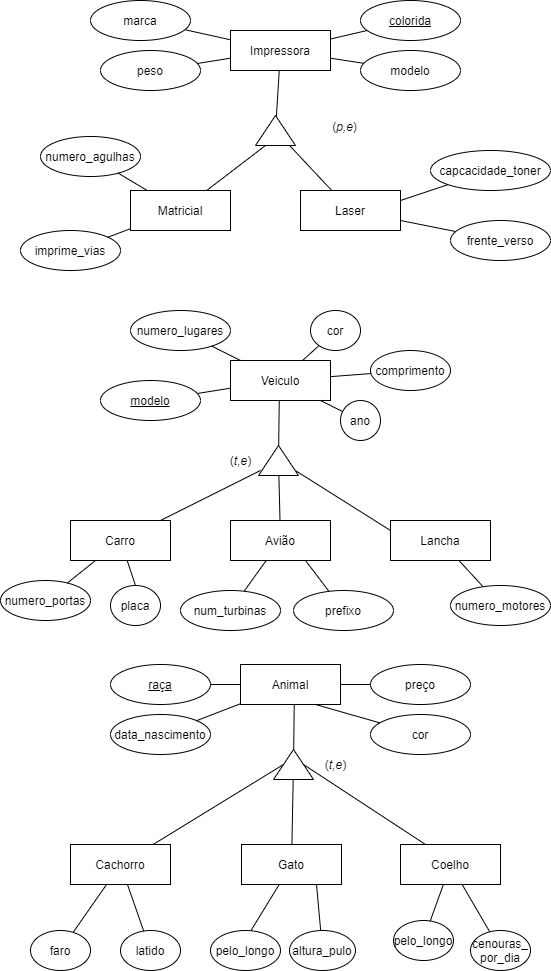 marca
colorida
Impressora
peso
modelo
(p,e)
numero_agulhas
capcacidade_toner
Matricial
Laser
imprime_vias
frente_verso
numero_lugares
cor
Veiculo
comprimento
modelo
ano
(t,e)
Carro
Avião
Lancha
numero_portas
placa
num_turbinas
prefixo
numero_motores
raça
Animal
preço
data_nascimento
cor
(t,e)
Cachorro
Gato
Coelho
faro
latido
pelo_longo
altura_pulo
pelo_longo
cenouras_
por_dia